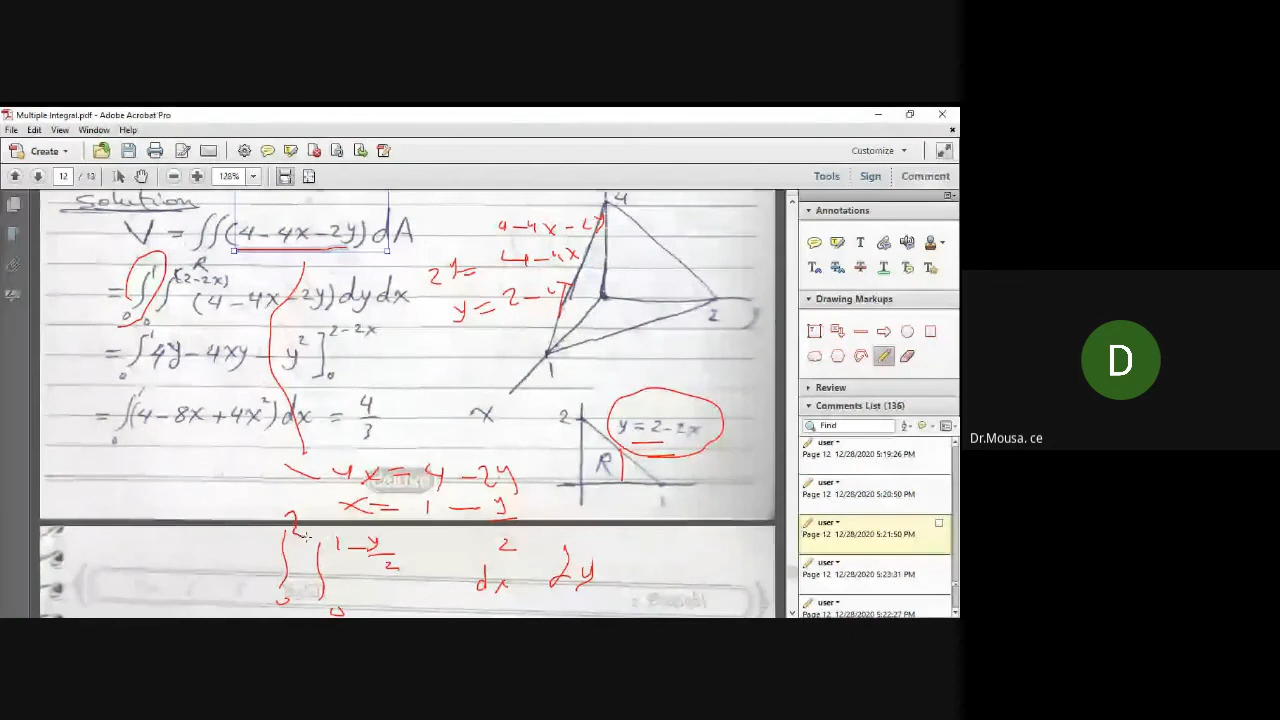 Multiple Integral.pdf - Adobe Acrobat Pro
File Edit View Window Help
Create
Customize
12 / 13
128%
Tools Sign Comment
Solution
V = ∫∫(4-4x-2y)dA
R
= ∫₀¹∫₀^(2-2x) (4-4x-2y)dydx
= ∫₀¹ 4y-4xy-y²]₀^(2-2x)
= ∫₀¹(4-8x+4x²)dx = 4/3
4-4x-2y
2y= 4-4x
y = 2-
4
2
1
x
y
2
y = 2-2x
R
1
4x = 4-2y
x = 1 - y/2
∫₀²∫₀^(1-y/2) dx dy
Annotations
Drawing Markups
Review
Comments List (136)
Find
user
Page 12 12/28/2020 5:19:26 PM
user
Page 12 12/28/2020 5:20:50 PM
user
Page 12 12/28/2020 5:21:50 PM
user
Page 12 12/28/2020 5:23:31 PM
user
Page 12 12/28/2020 5:22:27 PM
D
Dr.Mousa. ce